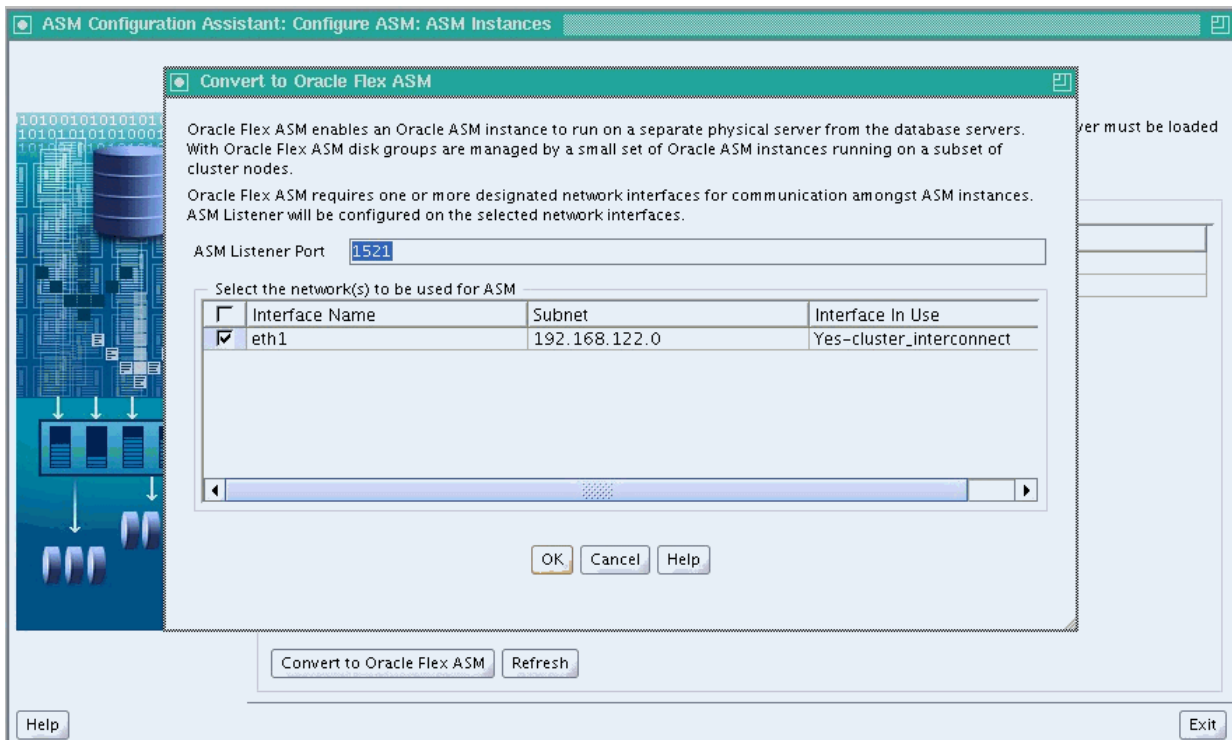 ASM Configuration Assistant: Configure ASM: ASM Instances
Convert to Oracle Flex ASM
Oracle Flex ASM enables an Oracle ASM instance to run on a separate physical server from the database servers.
With Oracle Flex ASM disk groups are managed by a small set of Oracle ASM instances running on a subset of
cluster nodes.
Oracle Flex ASM requires one or more designated network interfaces for communication amongst ASM instances.
ASM Listener will be configured on the selected network interfaces.
must be loaded
ASM Listener Port 1521
Select the network(s) to be used for ASM
Interface Name Subnet Interface In Use
eth1 192.168.122.0 Yes-cluster_interconnect
OK Cancel Help
Convert to Oracle Flex ASM Refresh
Help Exit